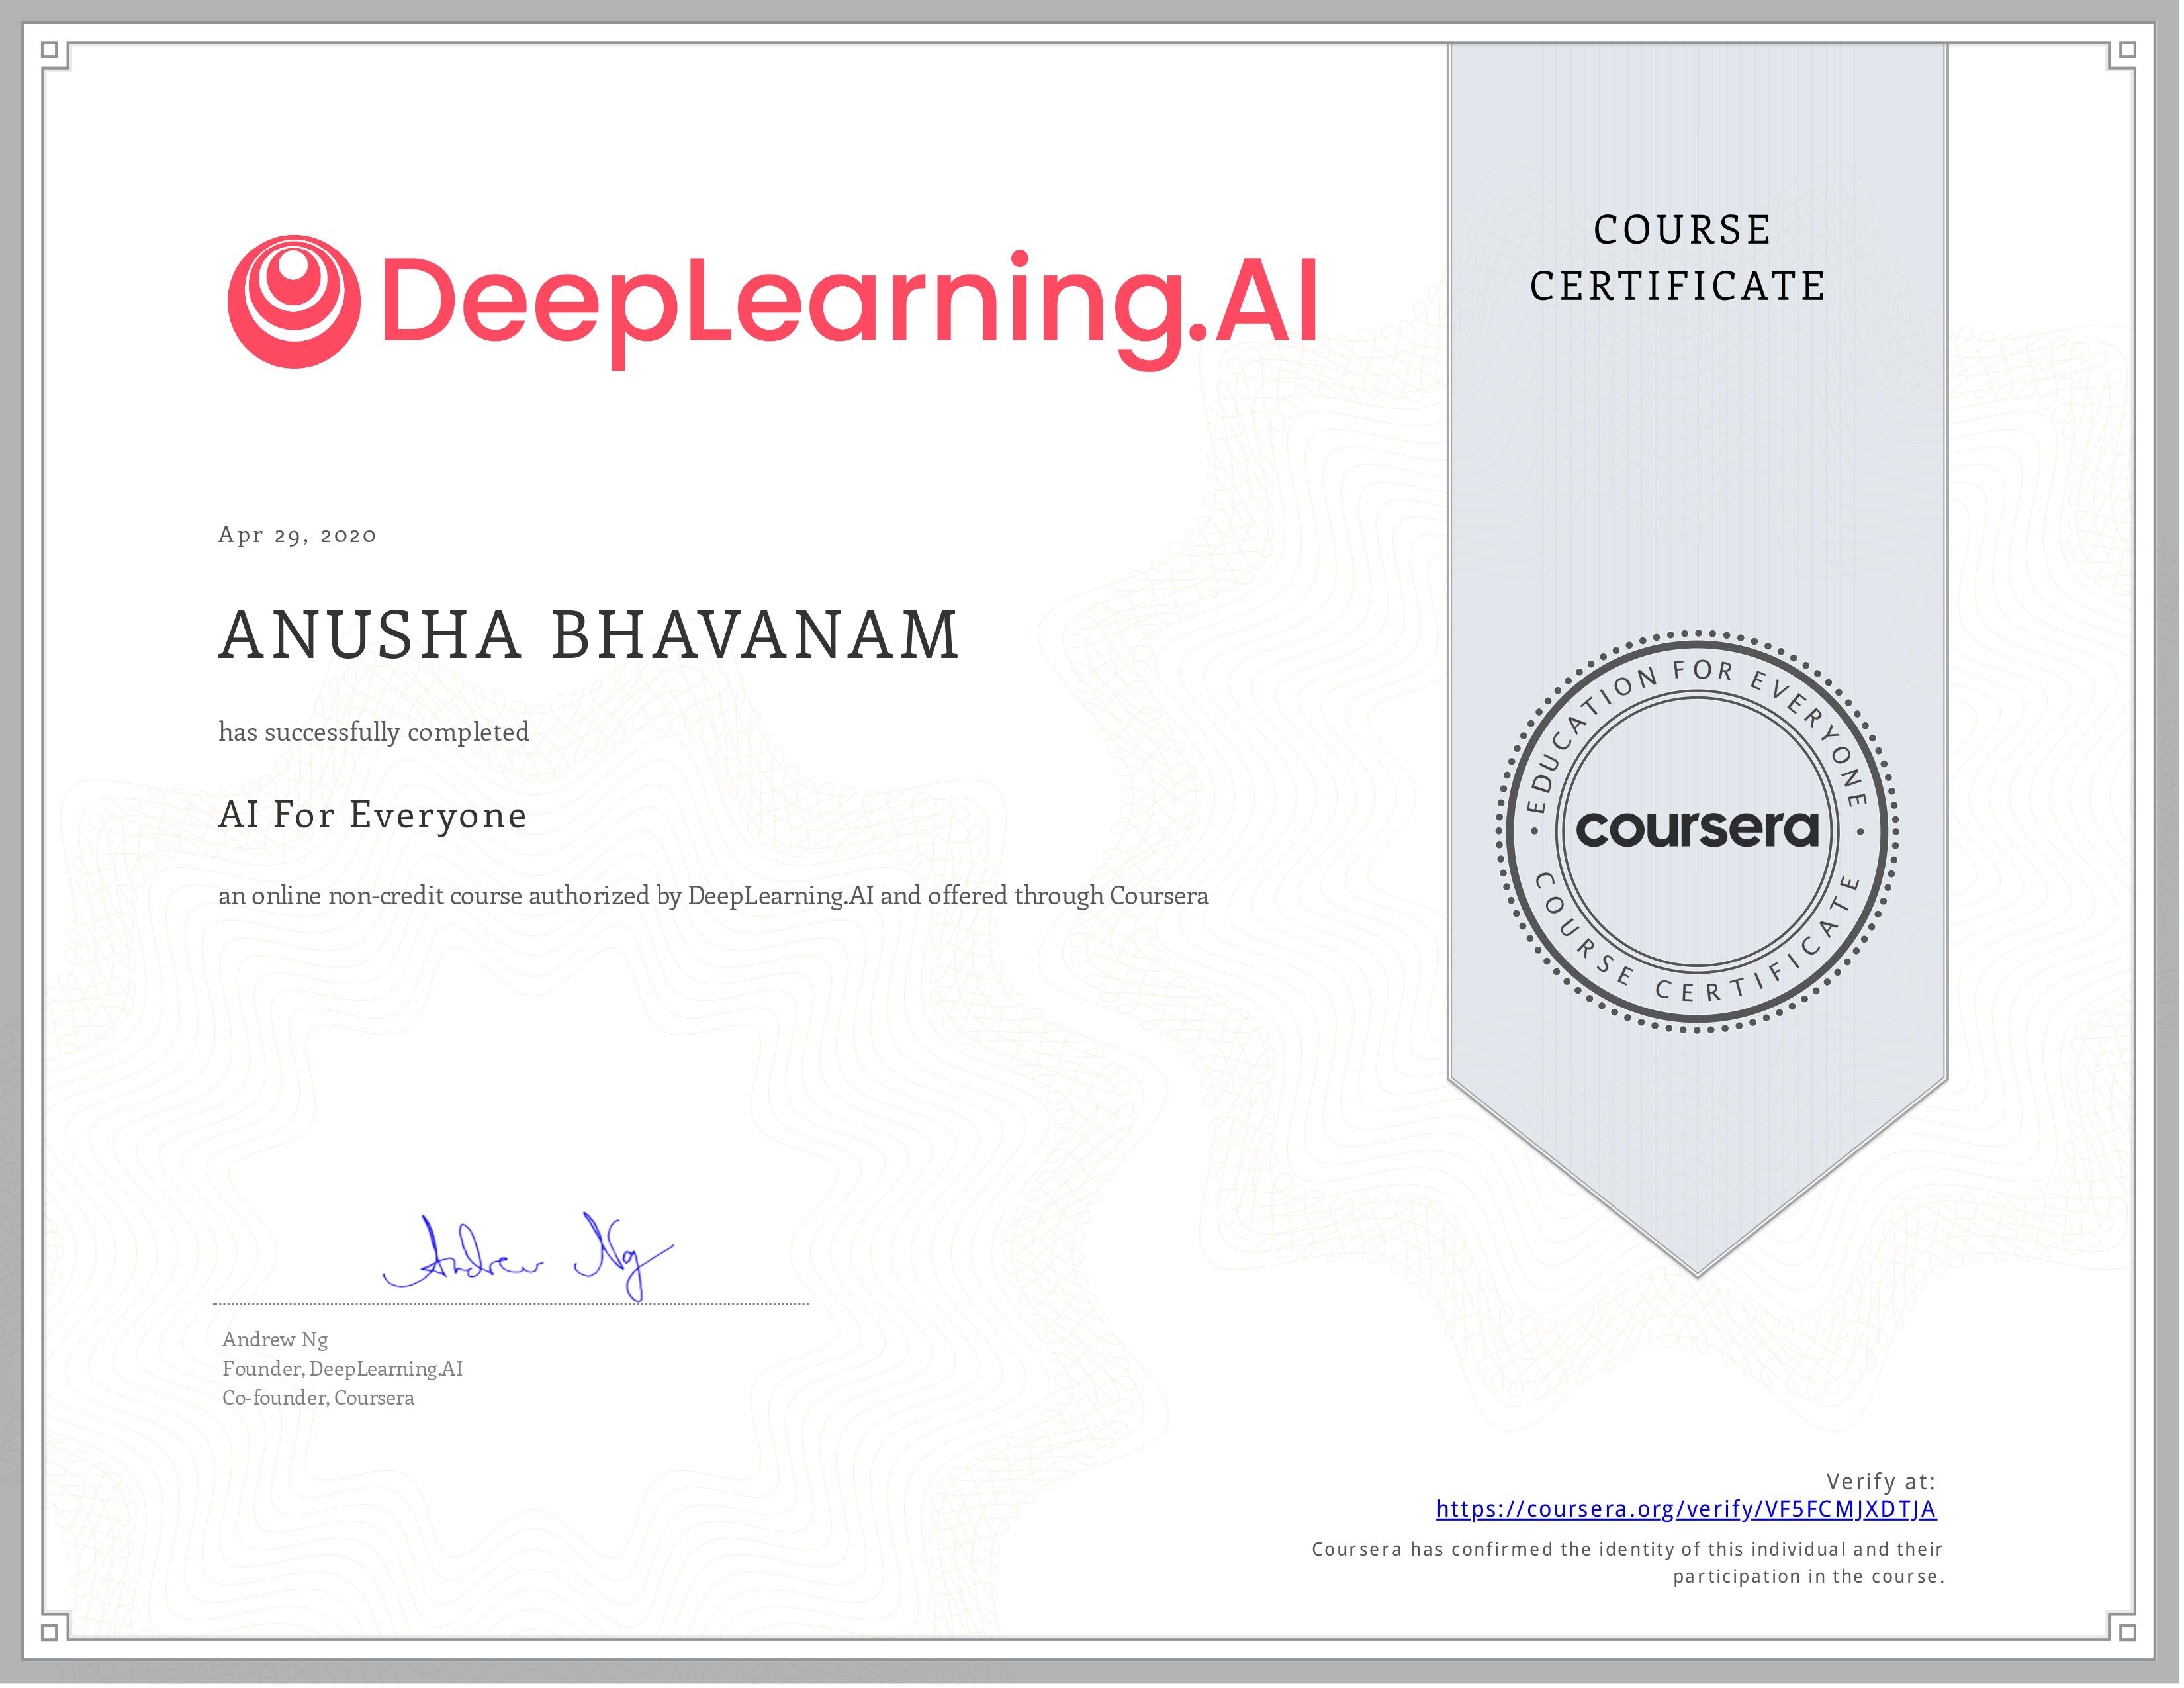 DeepLearning.AI
COURSE
CERTIFICATE
Apr 29, 2020
ANUSHA BHAVANAM
has successfully completed
AI For Everyone
an online non-credit course authorized by DeepLearning.AI and offered through Coursera
EDUCATION FOR EVERYONE
coursera
COURSE CERTIFICATE
Andrew Ng
Andrew Ng
Founder, DeepLearning.AI
Co-founder, Coursera
Verify at:
https://coursera.org/verify/VF5FCMJXDTJA
Coursera has confirmed the identity of this individual and their
participation in the course.